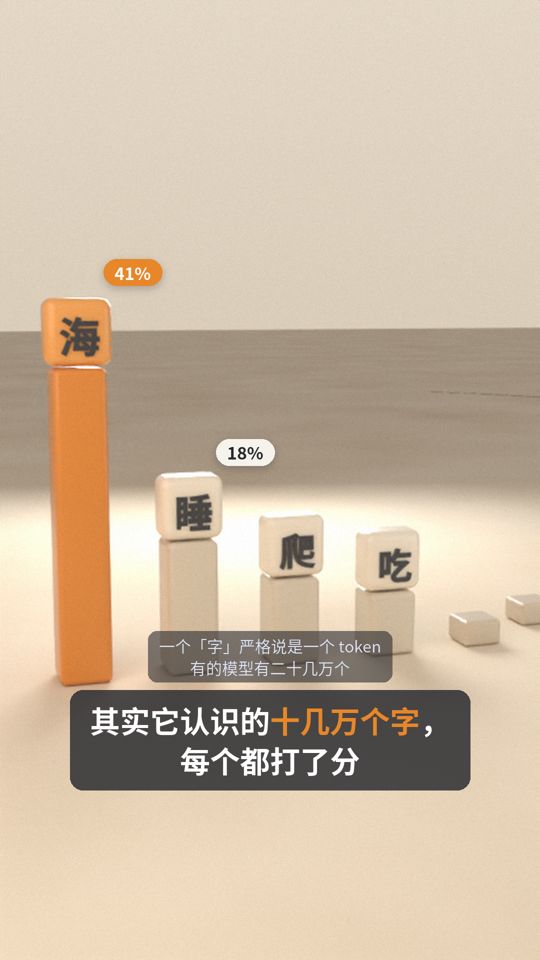 41%
海
18%
睡
爬
吃
一个「字」严格说是一个 token
有的模型有二十几万个
其实它认识的十几万个字，
每个都打了分